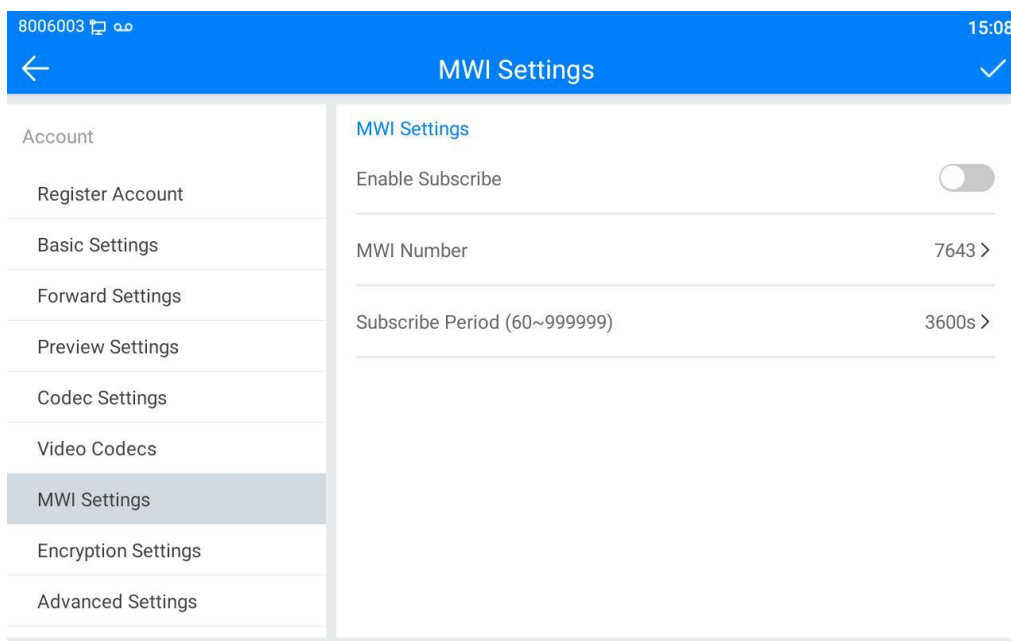 8006003
15:08
MWI Settings
Account
Register Account
Basic Settings
Forward Settings
Preview Settings
Codec Settings
Video Codecs
MWI Settings
Encryption Settings
Advanced Settings
MWI Settings
Enable Subscribe
MWI Number 7643
Subscribe Period (60~999999) 3600s